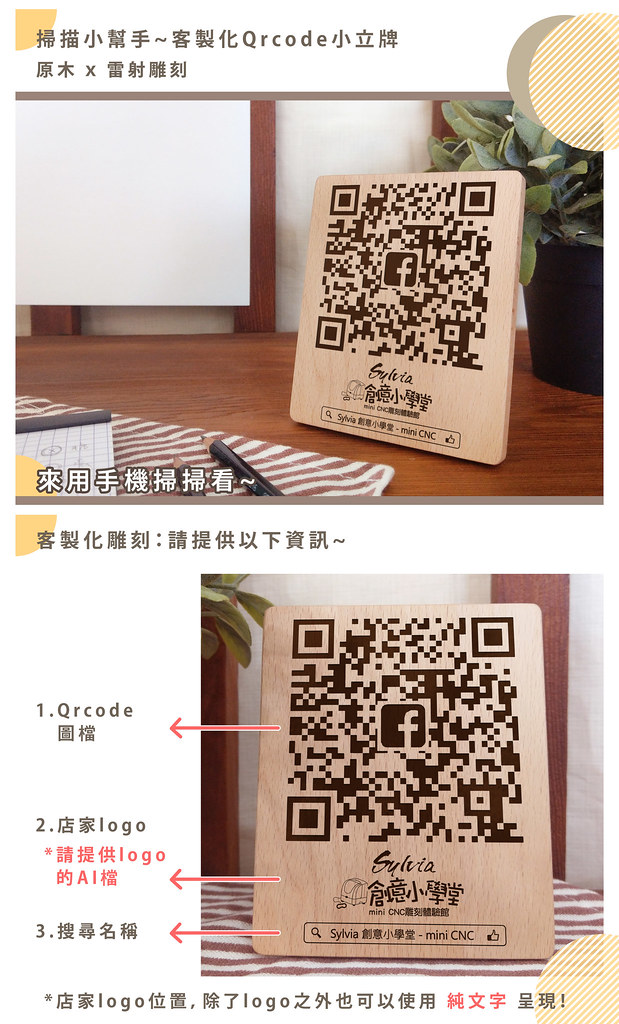 掃描小幫手~客製化Qrcode小立牌
原木 x 雷射雕刻
Sylvia
創意小學堂
mini CNC雕刻體驗館
Sylvia 創意小學堂 - mini CNC
來用手機掃掃看~
客製化雕刻:請提供以下資訊~
1.Qrcode
圖檔
2.店家logo
*請提供logo
的AI檔
3.搜尋名稱
Sylvia
創意小學堂
mini CNC雕刻體驗館
Sylvia 創意小學堂 - mini CNC
*店家logo位置,除了logo之外也可以使用 純文字 呈現!